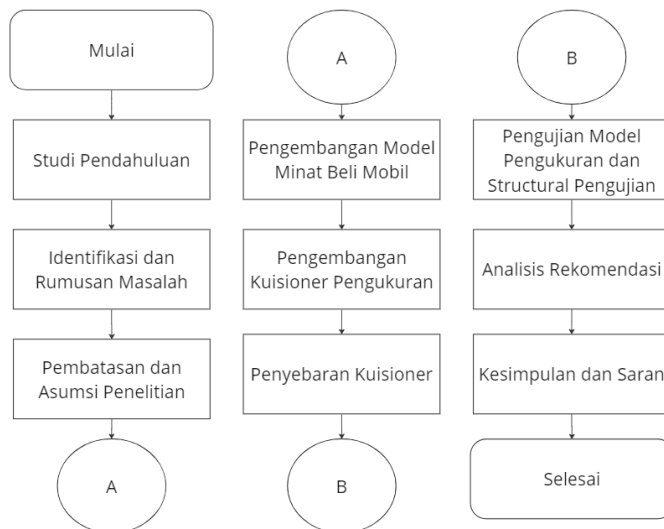 Mulai
Studi Pendahuluan
Identifikasi dan
Rumusan Masalah
Pembatasan dan
Asumsi Penelitian
A
A
Pengembangan Model
Minat Beli Mobil
Pengembangan
Kuisioner Pengukuran
Penyebaran Kuisioner
B
B
Pengujian Model
Pengukuran dan
Structural Pengujian
Analisis Rekomendasi
Kesimpulan dan Saran
Selesai